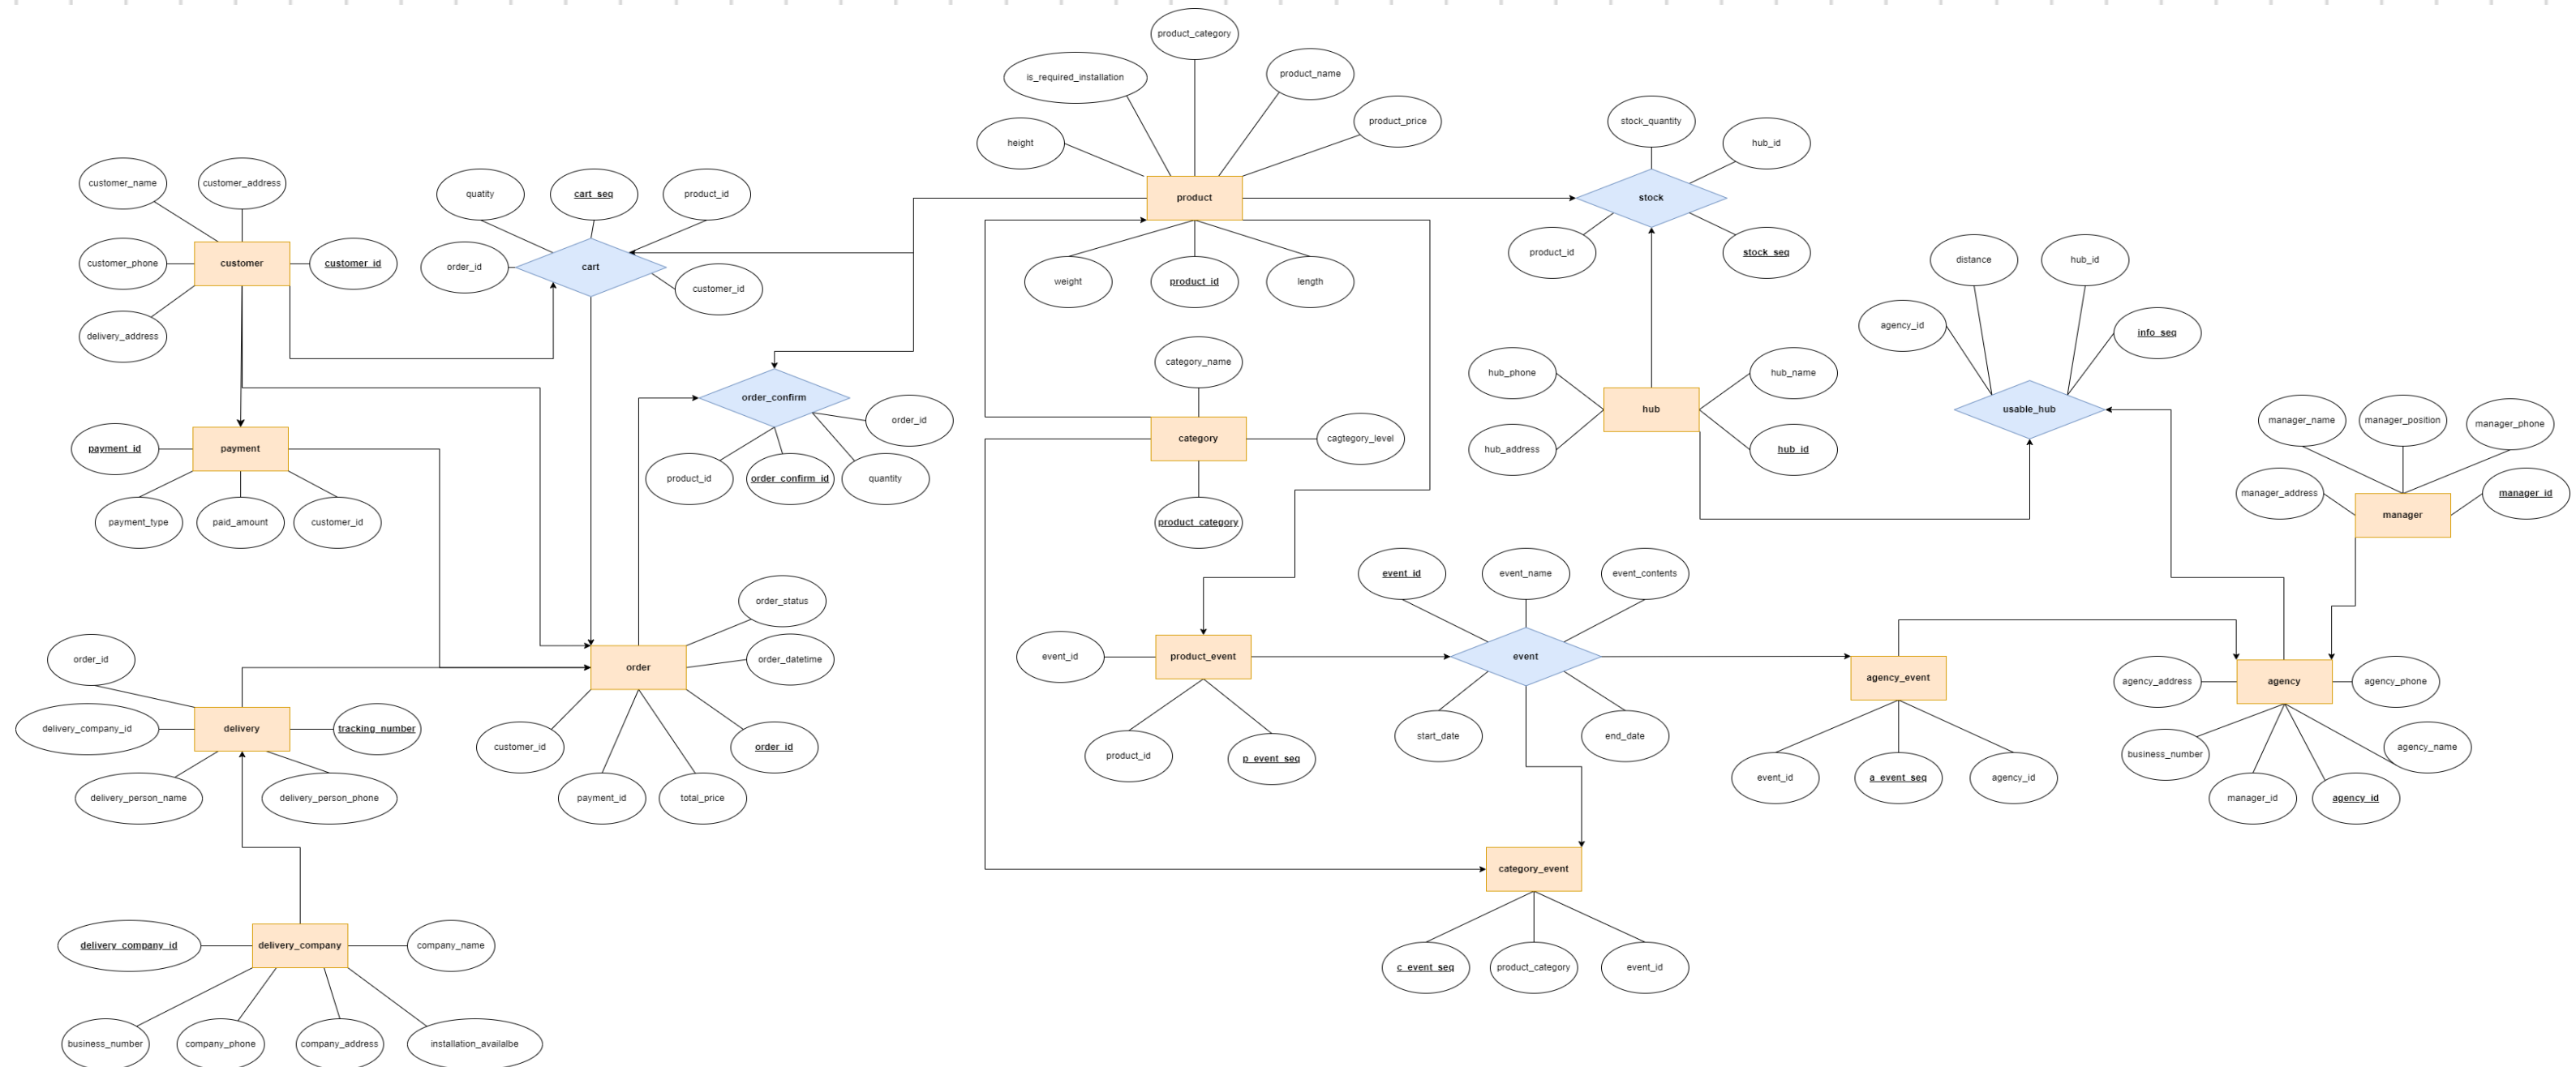 product_category
is_required_installation
product_name
product_price
height
product
weight
product_id
length
stock_quantity
hub_id
stock
product_id
stock_seq
customer_name
customer_address
customer_phone
customer
customer_id
delivery_address
quatity
cart_seq
product_id
order_id
cart
customer_id
distance
hub_id
agency_id
info_seq
usable_hub
category_name
category
cagtegory_level
product_category
hub_phone
hub_name
hub
hub_address
hub_id
order_confirm
order_id
product_id
order_confirm_id
quantity
payment_id
payment
payment_type
paid_amount
customer_id
manager_name
manager_position
manager_phone
manager_address
manager_id
manager
event_id
event_name
event_contents
event_id
product_event
event
product_id
p_event_seq
start_date
end_date
agency_event
event_id
a_event_seq
agency_id
agency_address
agency
agency_phone
business_number
agency_name
manager_id
agency_id
order_status
order_datetime
order
customer_id
order_id
payment_id
total_price
order_id
delivery_company_id
delivery
tracking_number
delivery_person_name
delivery_person_phone
category_event
c_event_seq
product_category
event_id
delivery_company_id
delivery_company
company_name
business_number
company_phone
company_address
installation_availalbe